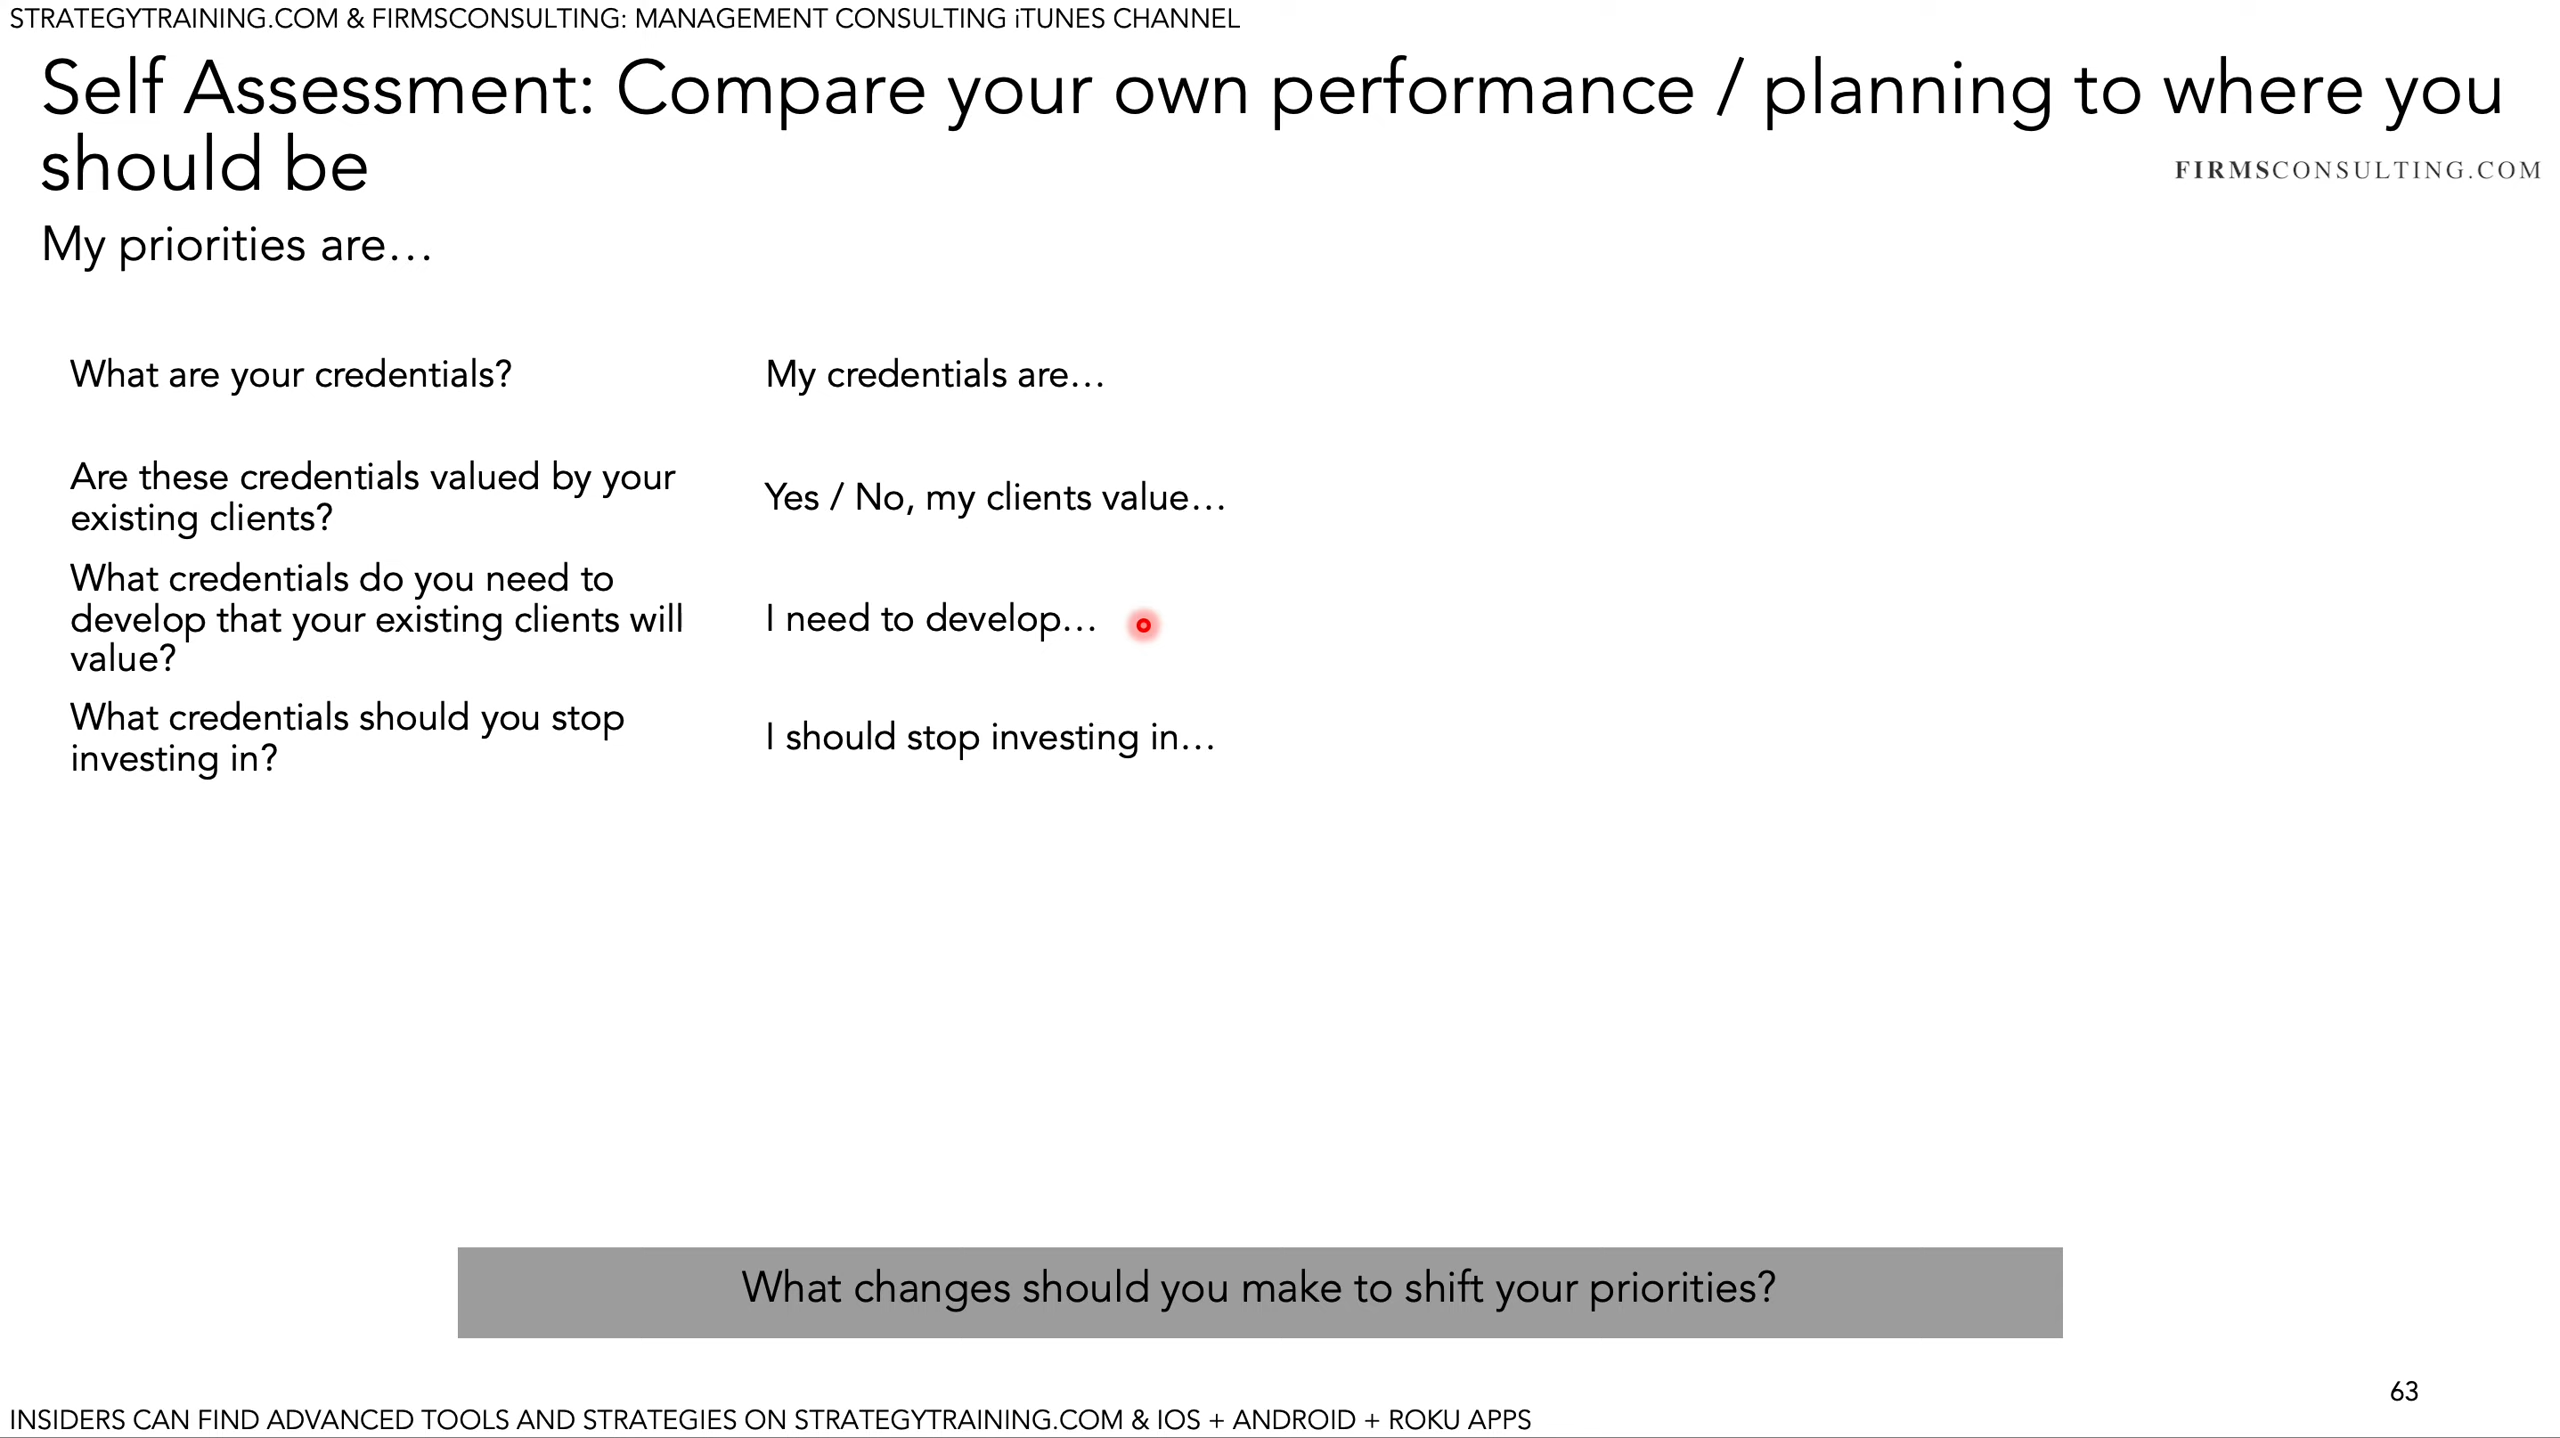 STRATEGYTRAINING.COM & FIRMSCONSULTING: MANAGEMENT CONSULTING iTUNES CHANNEL
Self Assessment: Compare your own performance / planning to where you
should be
FIRMSCONSULTING.COM
My priorities are…
What are your credentials?
My credentials are…
Are these credentials valued by your
existing clients?
Yes / No, my clients value…
What credentials do you need to
develop that your existing clients will
value?
I need to develop…
What credentials should you stop
investing in?
I should stop investing in…
What changes should you make to shift your priorities?
63
INSIDERS CAN FIND ADVANCED TOOLS AND STRATEGIES ON STRATEGYTRAINING.COM & IOS + ANDROID + ROKU APPS